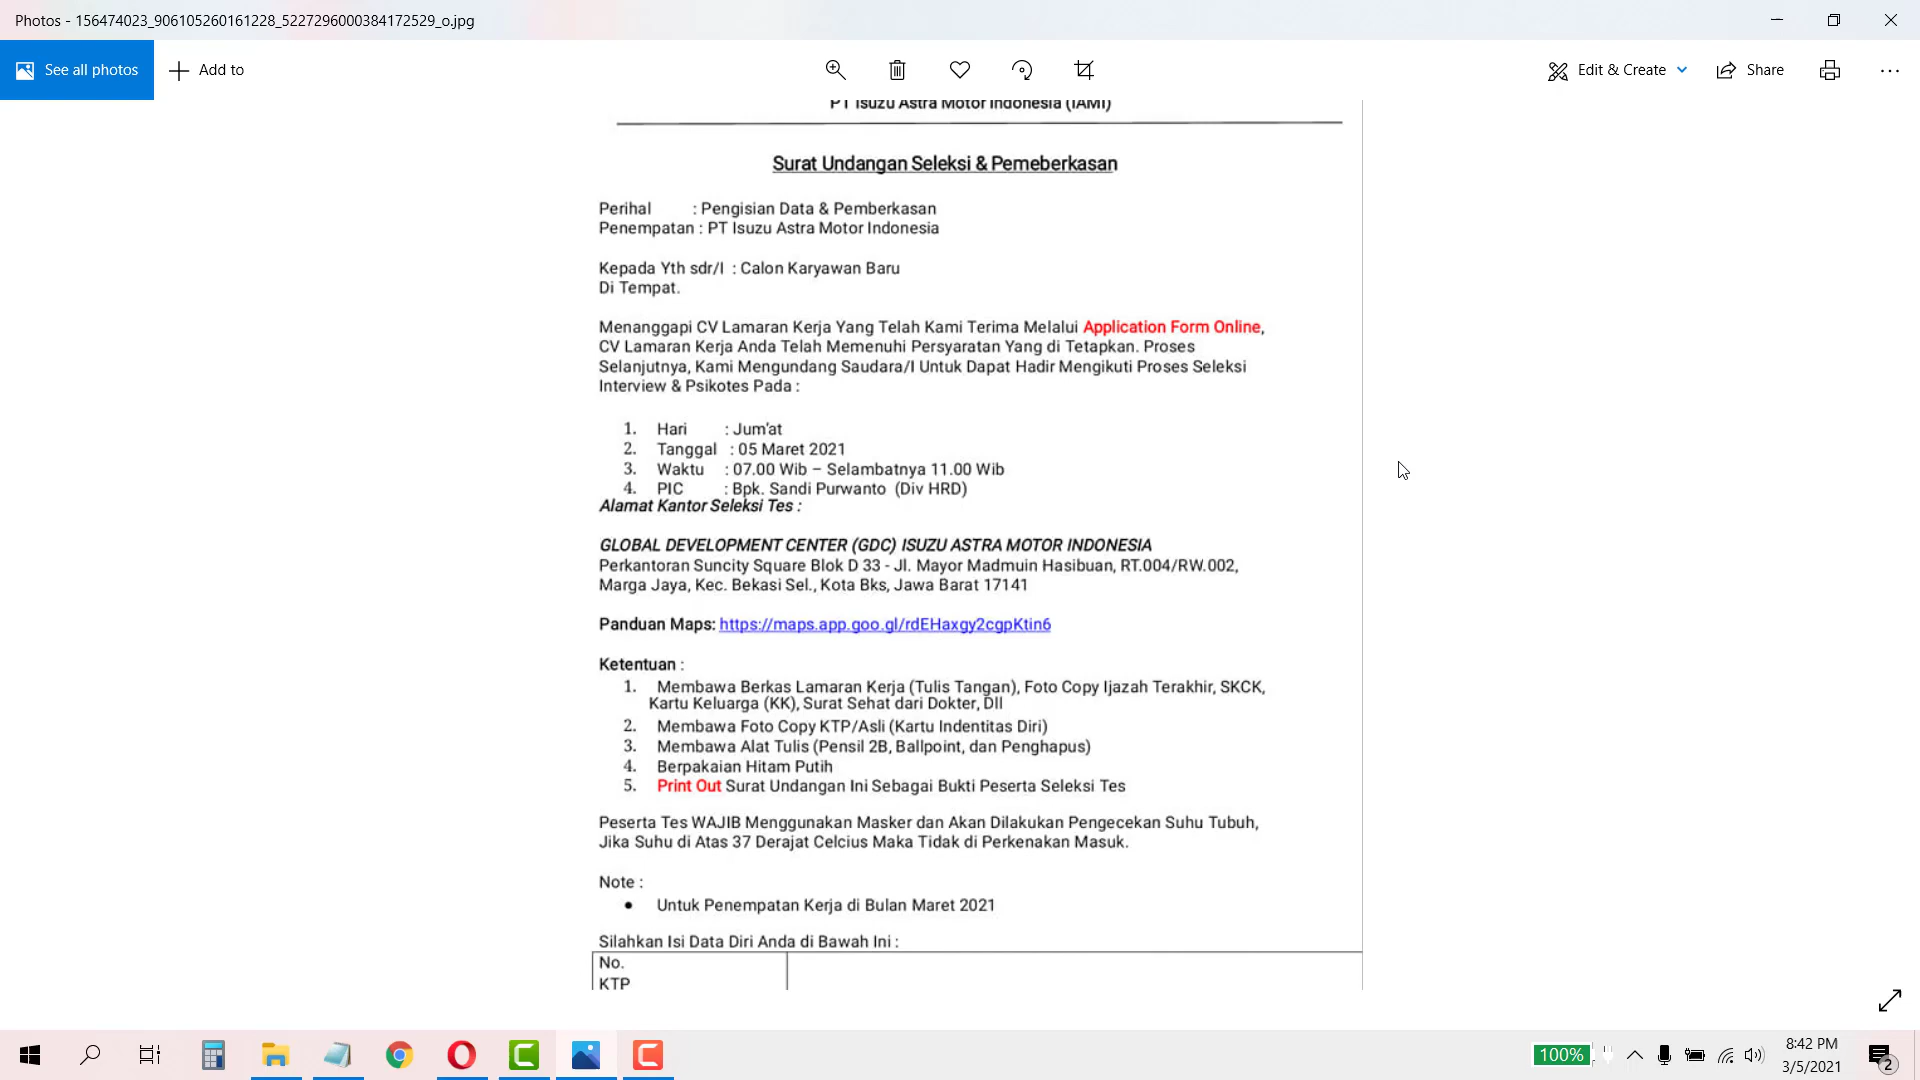 Photos - 156474023_906105260161228_5227296000384172529_o.jpg
See all photos
Add to
Edit & Create
Share
PT Isuzu Astra Motor Indonesia (IAMI)
Surat Undangan Seleksi & Pemeberkasan
Perihal : Pengisian Data & Pemberkasan
Penempatan : PT Isuzu Astra Motor Indonesia
Kepada Yth sdr/I : Calon Karyawan Baru
Di Tempat.
Menanggapi CV Lamaran Kerja Yang Telah Kami Terima Melalui Application Form Online,
CV Lamaran Kerja Anda Telah Memenuhi Persyaratan Yang di Tetapkan. Proses
Selanjutnya, Kami Mengundang Saudara/I Untuk Dapat Hadir Mengikuti Proses Seleksi
Interview & Psikotes Pada :
1. Hari : Jum'at
2. Tanggal : 05 Maret 2021
3. Waktu : 07.00 Wib – Selambatnya 11.00 Wib
4. PIC : Bpk. Sandi Purwanto (Div HRD)
Alamat Kantor Seleksi Tes :
GLOBAL DEVELOPMENT CENTER (GDC) ISUZU ASTRA MOTOR INDONESIA
Perkantoran Suncity Square Blok D 33 - Jl. Mayor Madmuin Hasibuan, RT.004/RW.002,
Marga Jaya, Kec. Bekasi Sel., Kota Bks, Jawa Barat 17141
Panduan Maps: https://maps.app.goo.gl/rdEHaxgy2cgpKtin6
Ketentuan :
1. Membawa Berkas Lamaran Kerja (Tulis Tangan), Foto Copy Ijazah Terakhir, SKCK,
Kartu Keluarga (KK), Surat Sehat dari Dokter, Dll
2. Membawa Foto Copy KTP/Asli (Kartu Indentitas Diri)
3. Membawa Alat Tulis (Pensil 2B, Ballpoint, dan Penghapus)
4. Berpakaian Hitam Putih
5. Print Out Surat Undangan Ini Sebagai Bukti Peserta Seleksi Tes
Peserta Tes WAJIB Menggunakan Masker dan Akan Dilakukan Pengecekan Suhu Tubuh,
Jika Suhu di Atas 37 Derajat Celcius Maka Tidak di Perkenakan Masuk.
Note :
● Untuk Penempatan Kerja di Bulan Maret 2021
Silahkan Isi Data Diri Anda di Bawah Ini :
No.
KTP
100%
8:42 PM
3/5/2021
2